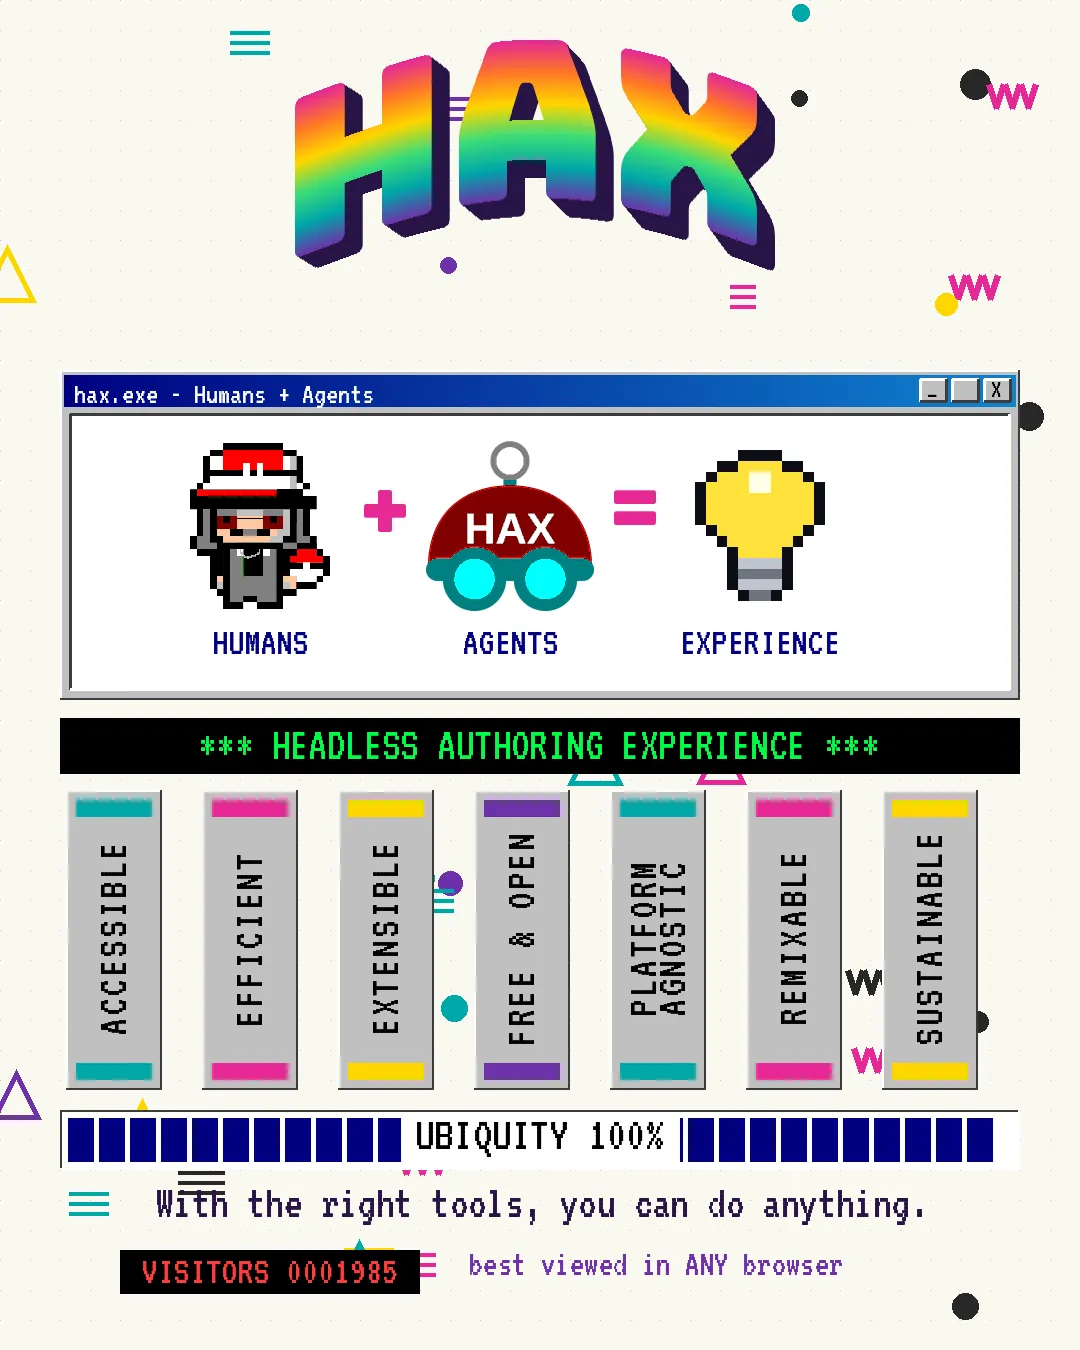 HAX
hax.exe - Humans + Agents
_ X
HAX
HUMANS
AGENTS
EXPERIENCE
*** HEADLESS AUTHORING EXPERIENCE ***
ACCESSIBLE
EFFICIENT
EXTENSIBLE
FREE & OPEN
PLATFORM
AGNOSTIC
REMIXABLE
SUSTAINABLE
UBIQUITY 100%
With the right tools, you can do anything.
VISITORS 0001985
best viewed in ANY browser